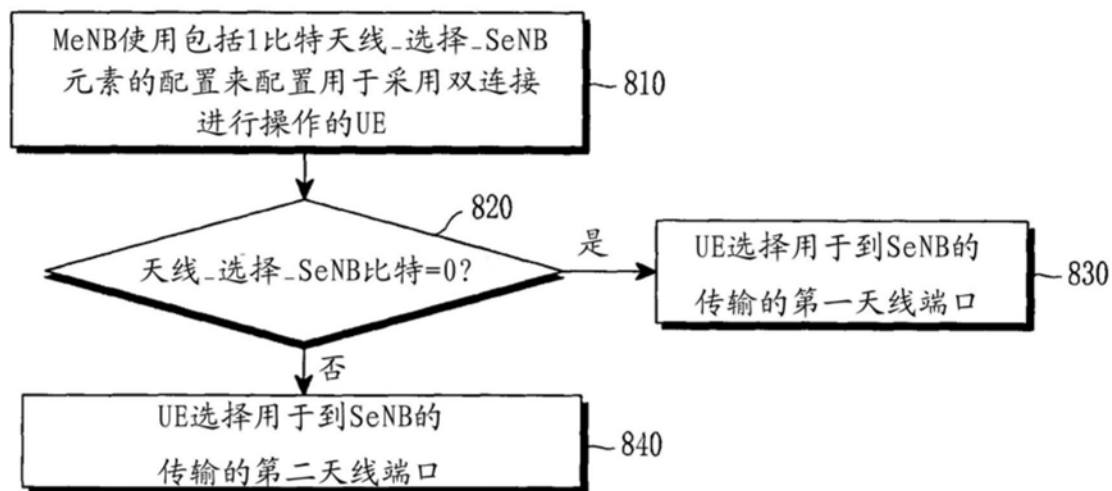 MeNB使用包括1比特天线_选择_SeNB
元素的配置来配置用于采用双连接
进行操作的UE
810
820
天线_选择_SeNB比特=0?
是
UE选择用于到SeNB的
传输的第一天线端口
830
否
UE选择用于到SeNB的
传输的第二天线端口
840